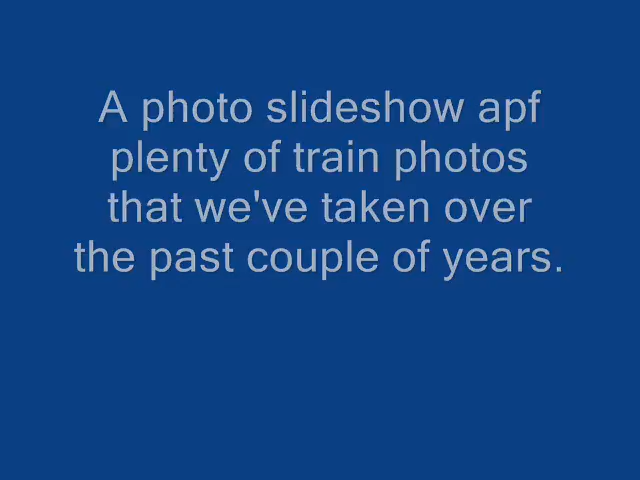 A photo slideshow apf
plenty of train photos
that we've taken over
the past couple of years.